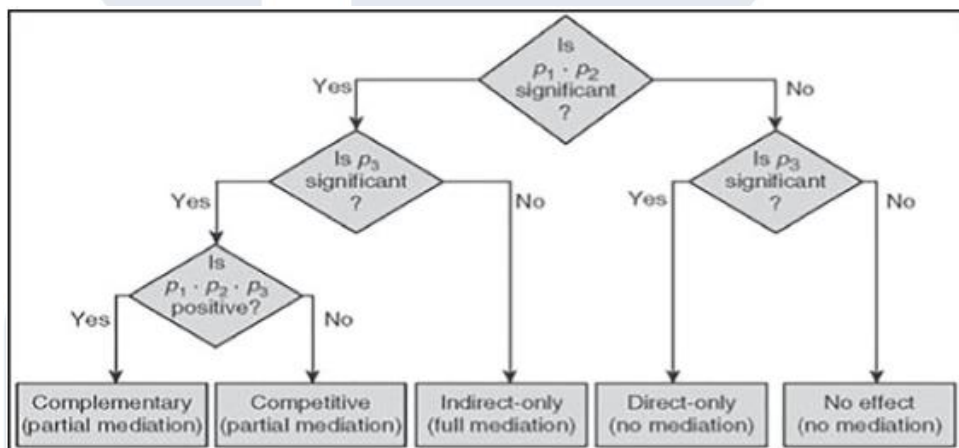 Is
p₁ · p₂
significant
?
Yes
No
Is p₃
significant
?
Is p₃
significant
?
Yes
No
Yes
No
Is
p₁ · p₂ · p₃
positive?
Yes
No
Complementary
(partial mediation)
Competitive
(partial mediation)
Indirect-only
(full mediation)
Direct-only
(no mediation)
No effect
(no mediation)